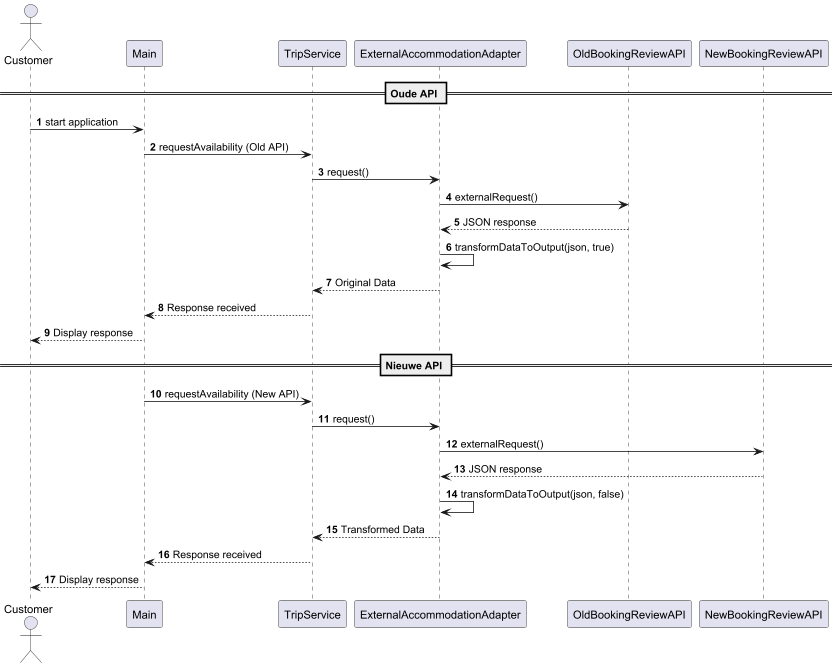 Customer
Main
TripService
ExternalAccommodationAdapter
OldBookingReviewAPI
NewBookingReviewAPI
Oude API
1 start application
2 requestAvailability (Old API)
3 request()
4 externalRequest()
5 JSON response
6 transformDataToOutput(json, true)
7 Original Data
8 Response received
9 Display response
Nieuwe API
10 requestAvailability (New API)
11 request()
12 externalRequest()
13 JSON response
14 transformDataToOutput(json, false)
15 Transformed Data
16 Response received
17 Display response
Customer
Main
TripService
ExternalAccommodationAdapter
OldBookingReviewAPI
NewBookingReviewAPI